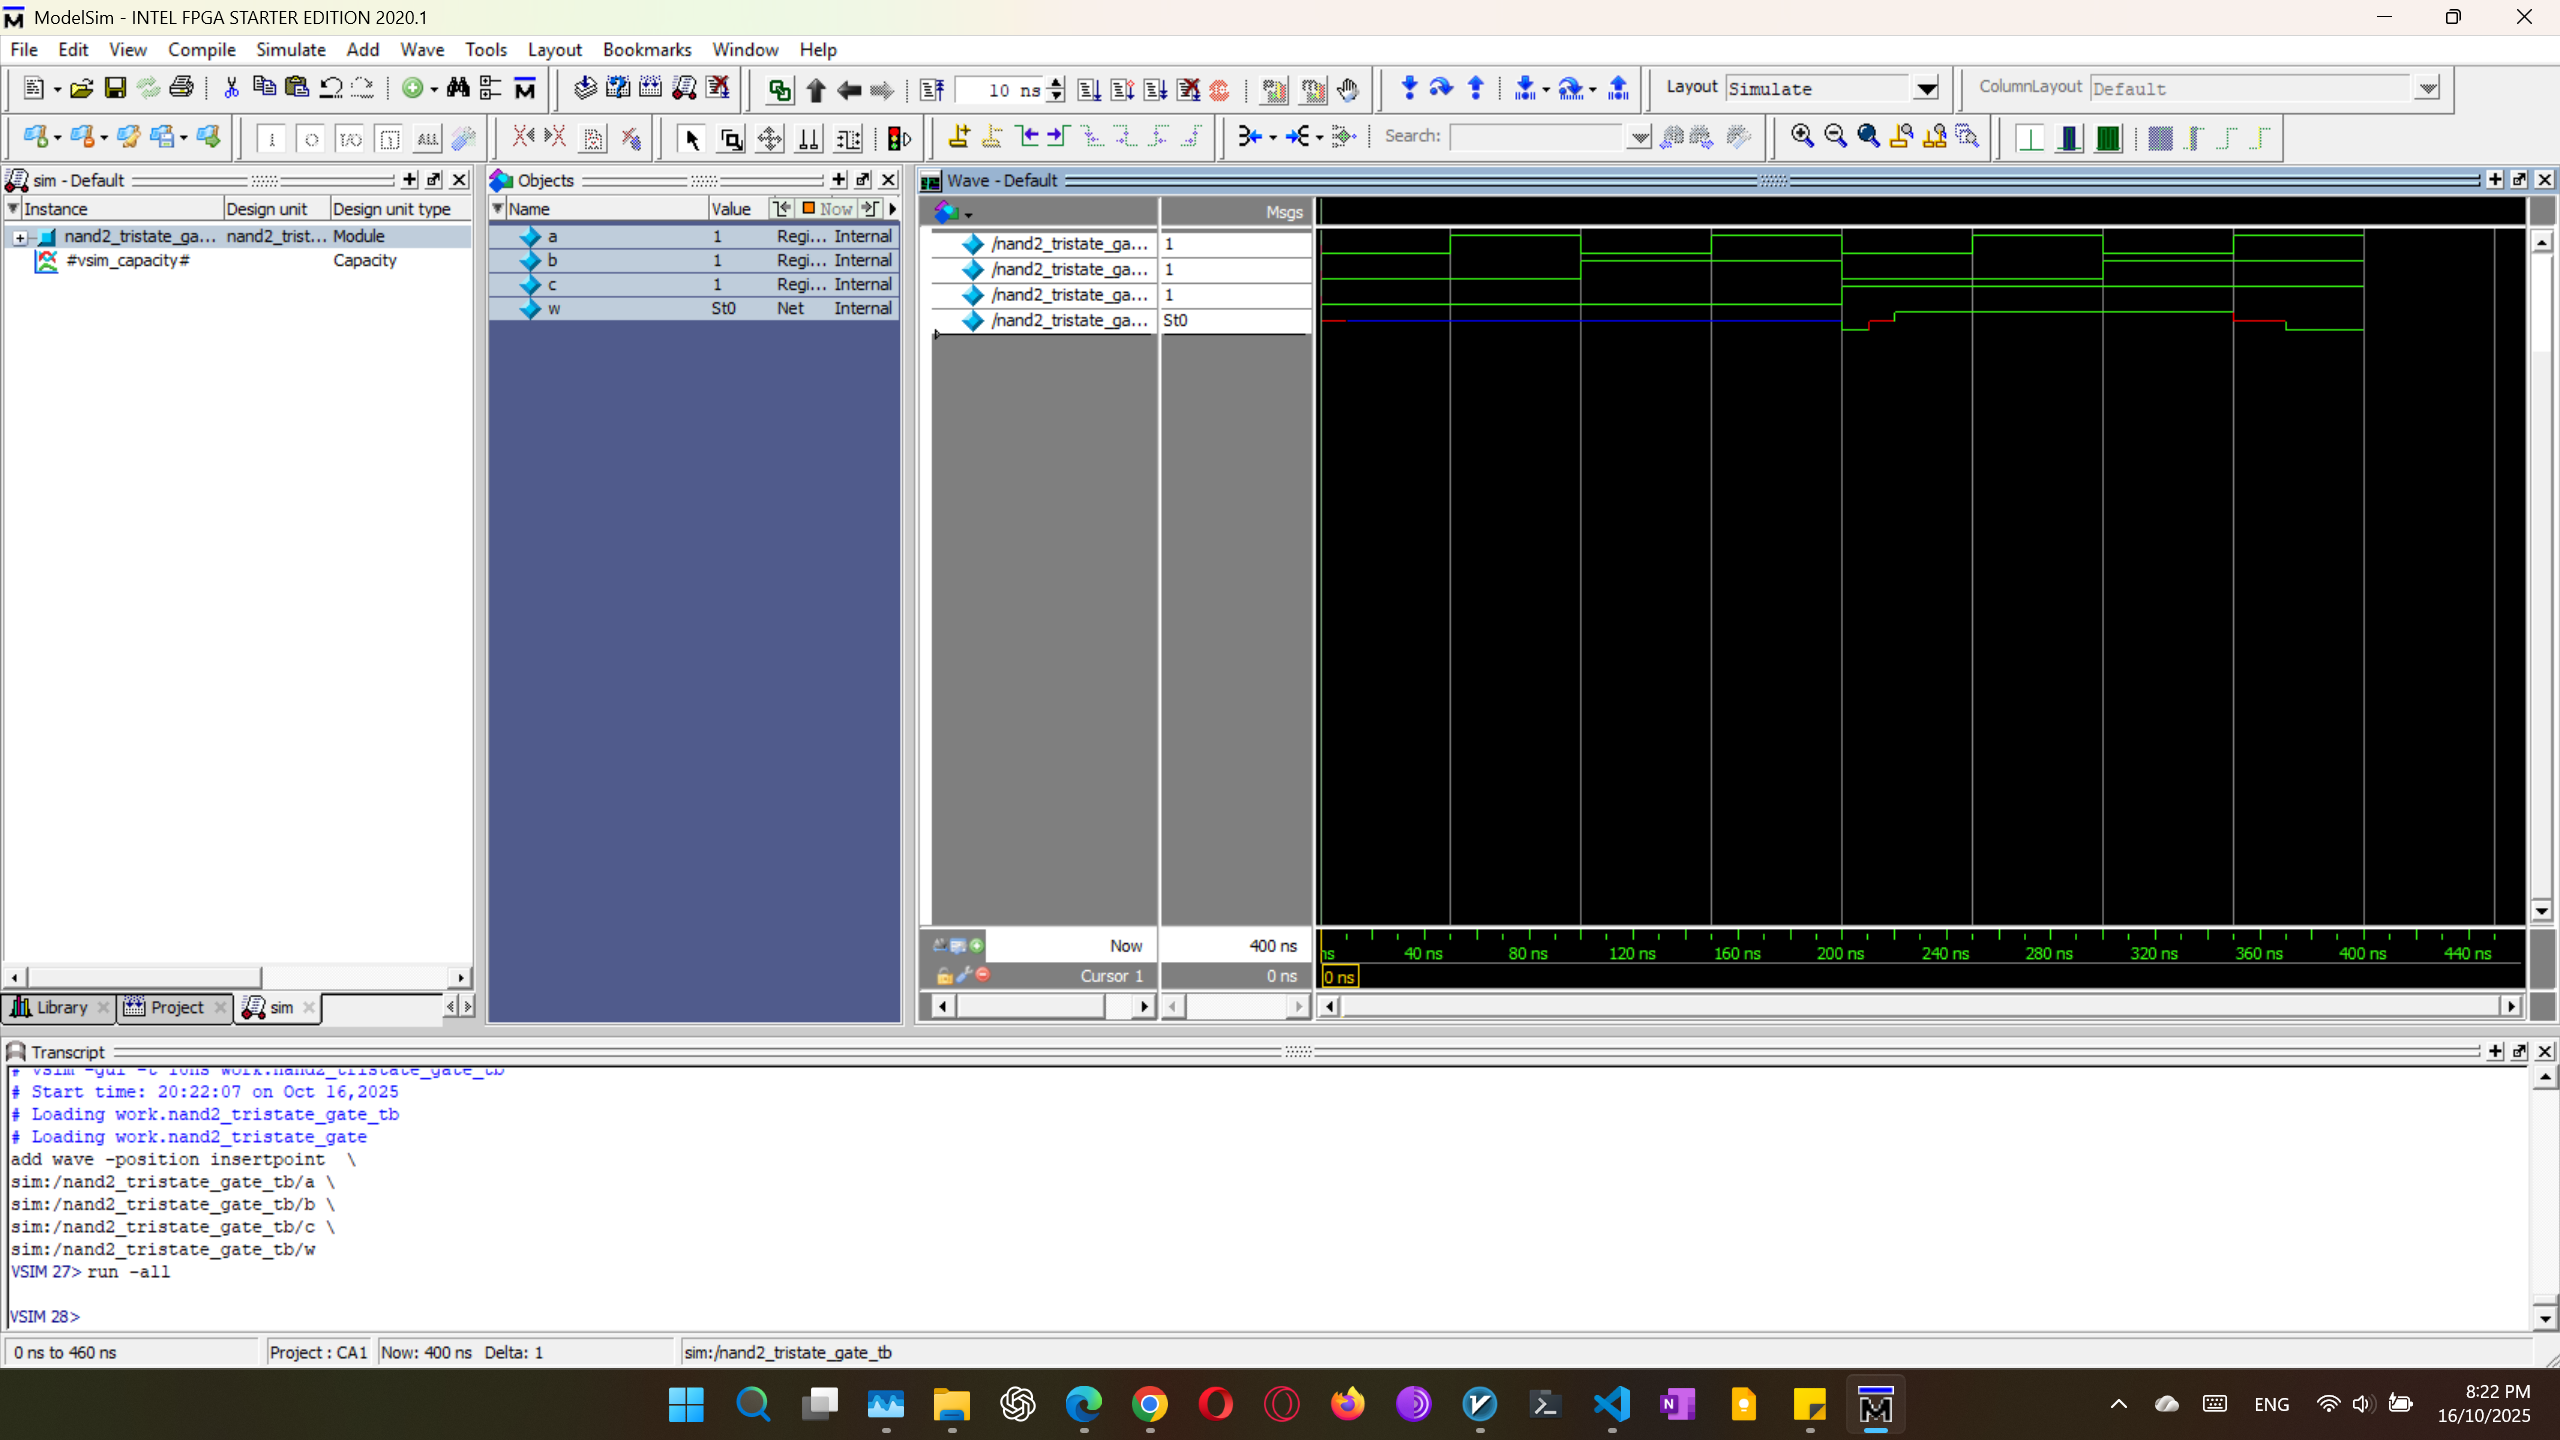 ModelSim - INTEL FPGA STARTER EDITION 2020.1
File Edit View Compile Simulate Add Wave Tools Layout Bookmarks Window Help
10 ns
Layout Simulate
ColumnLayout Default
ALL
Search:
sim - Default
Instance Design unit Design unit type
nand2_tristate_ga... nand2_trist... Module
#vsim_capacity# Capacity
Objects
Name Value Now
a 1 Regi... Internal
b 1 Regi... Internal
c 1 Regi... Internal
w St0 Net Internal
Wave - Default
Msgs
/nand2_tristate_ga... 1
/nand2_tristate_ga... 1
/nand2_tristate_ga... 1
/nand2_tristate_ga... St0
Now 400 ns
ns 40 ns 80 ns 120 ns 160 ns 200 ns 240 ns 280 ns 320 ns 360 ns 400 ns 440 ns
Cursor 1 0 ns
0 ns
Library Project sim
Transcript
# vsim -gui -t 10ns work.nand2_tristate_gate_tb
# Start time: 20:22:07 on Oct 16,2025
# Loading work.nand2_tristate_gate_tb
# Loading work.nand2_tristate_gate
add wave -position insertpoint \
sim:/nand2_tristate_gate_tb/a \
sim:/nand2_tristate_gate_tb/b \
sim:/nand2_tristate_gate_tb/c \
sim:/nand2_tristate_gate_tb/w
VSIM 27> run -all
VSIM 28>
0 ns to 460 ns Project : CA1 Now: 400 ns Delta: 1 sim:/nand2_tristate_gate_tb
ENG
8:22 PM
16/10/2025